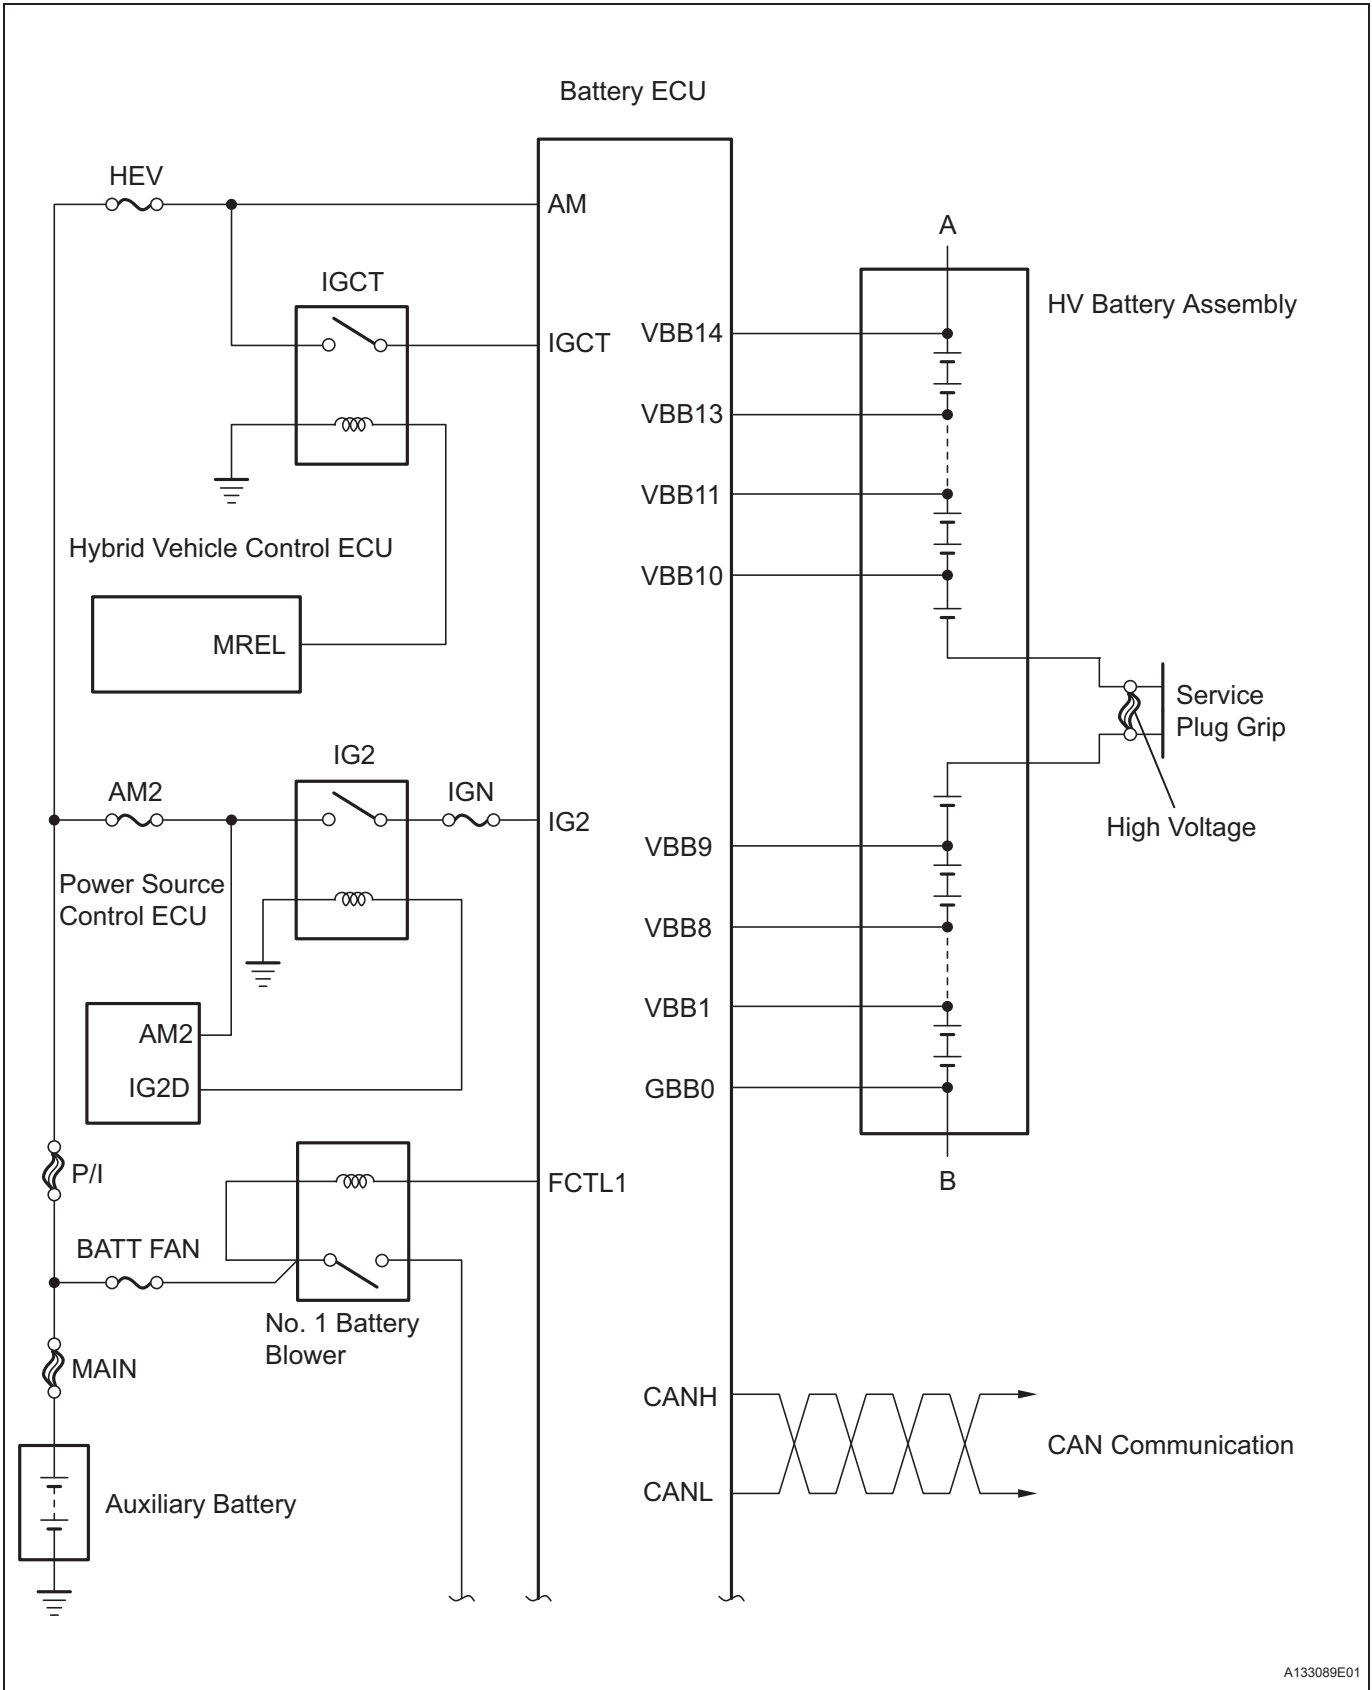 Battery ECU
HEV
AM
A
IGCT
HV Battery Assembly
VBB14
IGCT
VBB13
VBB11
Hybrid Vehicle Control ECU
VBB10
MREL
Service
Plug Grip
IG2
AM2
IGN
IG2
High Voltage
VBB9
Power Source
Control ECU
VBB8
VBB1
AM2
IG2D
GBB0
P/I
FCTL1
B
BATT FAN
No. 1 Battery
Blower
MAIN
CANH
CAN Communication
CANL
Auxiliary Battery
A133089E01